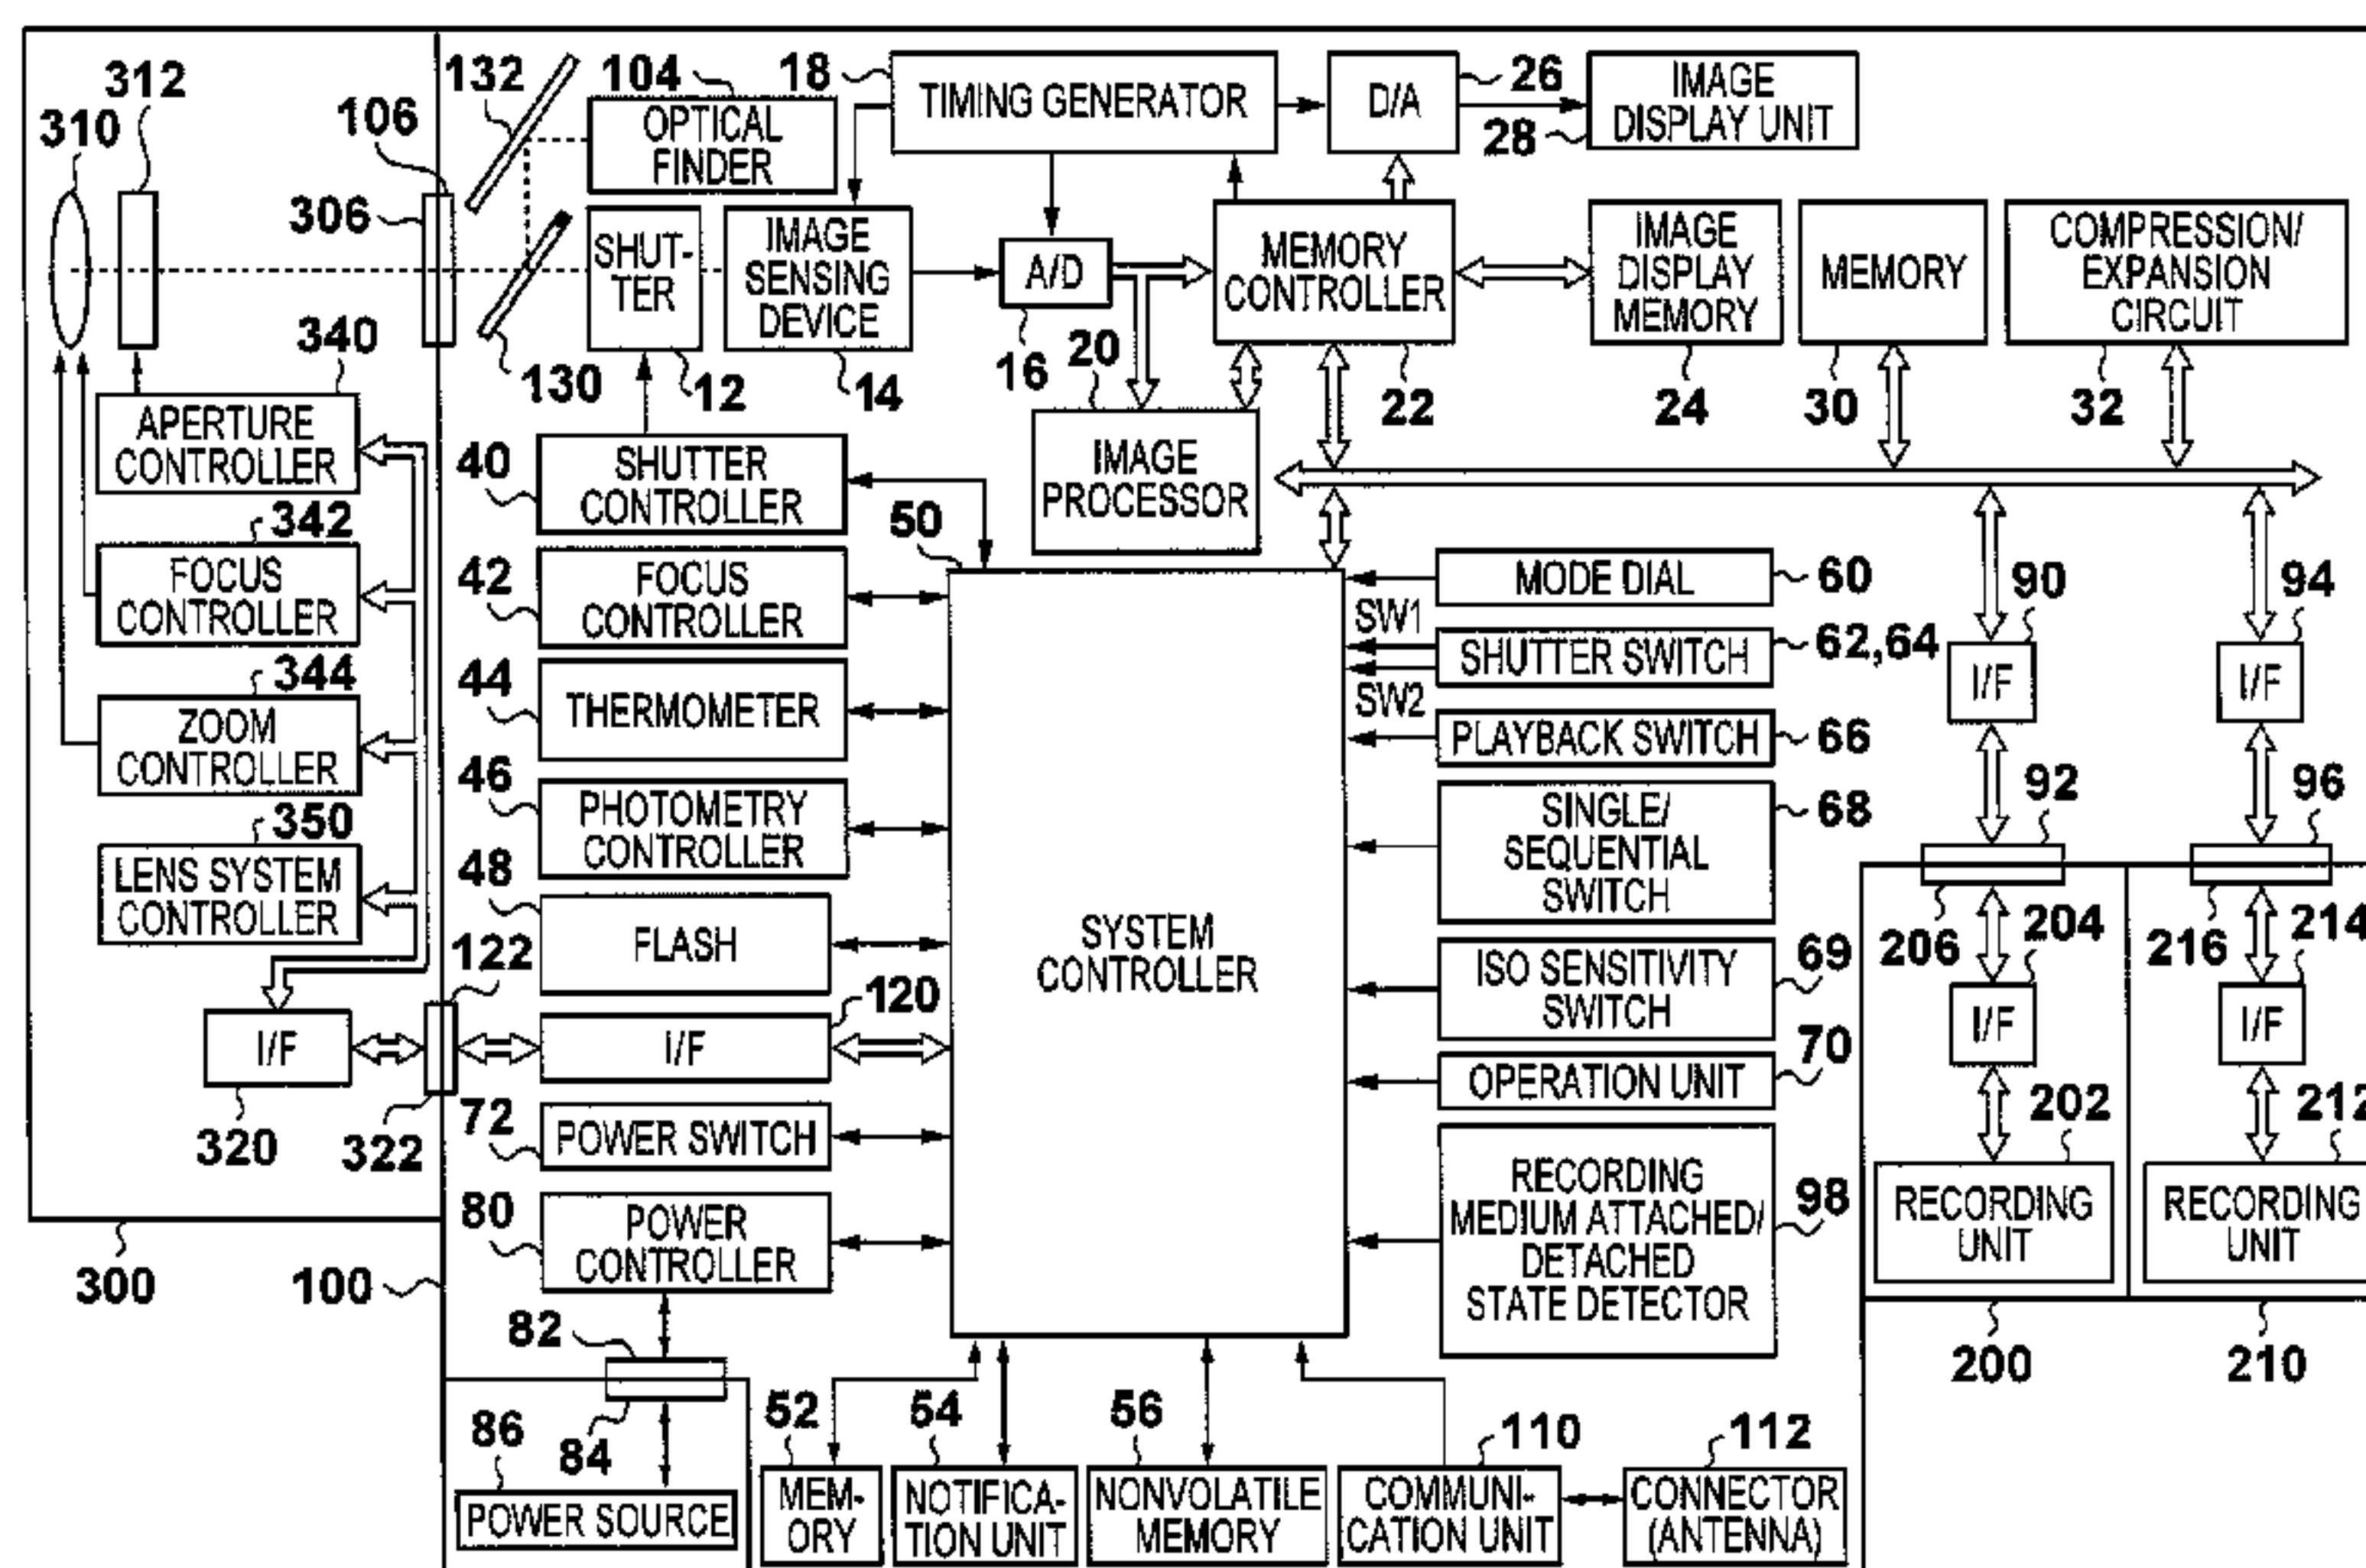 132
104
18
TIMING GENERATOR
D/A
26
IMAGE
DISPLAY UNIT
28
310
312
106
OPTICAL
FINDER
306
SHUT-
TER
IMAGE
SENSING
DEVICE
A/D
MEMORY
CONTROLLER
IMAGE
DISPLAY
MEMORY
MEMORY
COMPRESSION/
EXPANSION
CIRCUIT
340
130
12
14
16
20
22
24
30
32
APERTURE
CONTROLLER
40
SHUTTER
CONTROLLER
IMAGE
PROCESSOR
342
FOCUS
CONTROLLER
42
FOCUS
CONTROLLER
50
MODE DIAL
60
90
94
SW1
SHUTTER SWITCH
62,64
SW2
I/F
I/F
344
ZOOM
CONTROLLER
44
THERMOMETER
PLAYBACK SWITCH
66
46
PHOTOMETRY
CONTROLLER
SINGLE/
SEQUENTIAL
SWITCH
68
92
96
350
LENS SYSTEM
CONTROLLER
48
FLASH
SYSTEM
CONTROLLER
ISO SENSITIVITY
SWITCH
69
206
204
216
214
122
120
I/F
I/F
I/F
I/F
OPERATION UNIT
70
320
322
72
POWER SWITCH
202
212
80
POWER
CONTROLLER
RECORDING
MEDIUM ATTACHED/
DETACHED
STATE DETECTOR
98
RECORDING
UNIT
RECORDING
UNIT
300
100
82
200
210
84
86
POWER SOURCE
52
MEM-
ORY
54
NOTIFICA-
TION UNIT
56
NONVOLATILE
MEMORY
110
COMMUNI-
CATION UNIT
112
CONNECTOR
(ANTENNA)